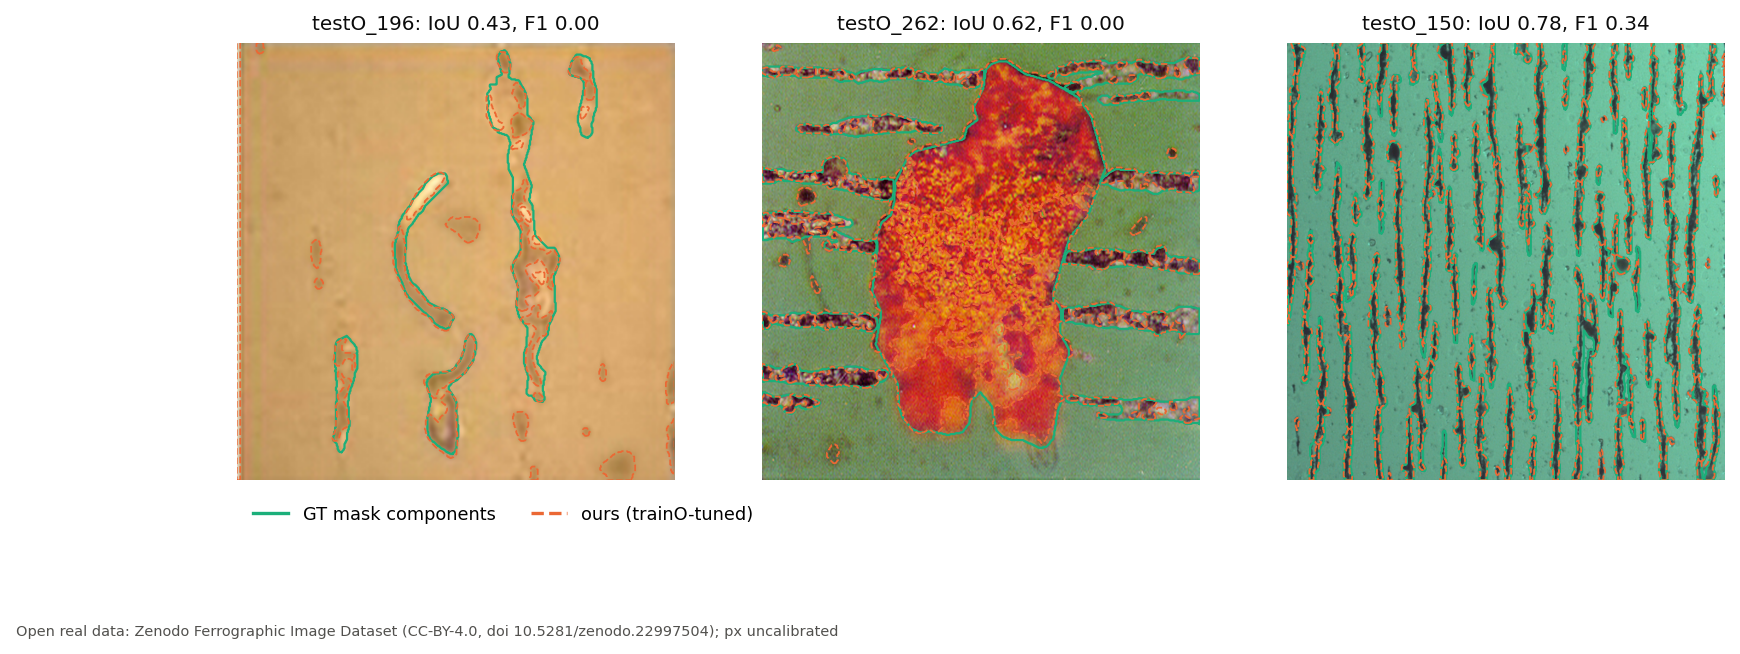 testO_196: IoU 0.43, F1 0.00
testO_262: IoU 0.62, F1 0.00
testO_150: IoU 0.78, F1 0.34
GT mask components
ours (trainO-tuned)
Open real data: Zenodo Ferrographic Image Dataset (CC-BY-4.0, doi 10.5281/zenodo.22997504); px uncalibrated